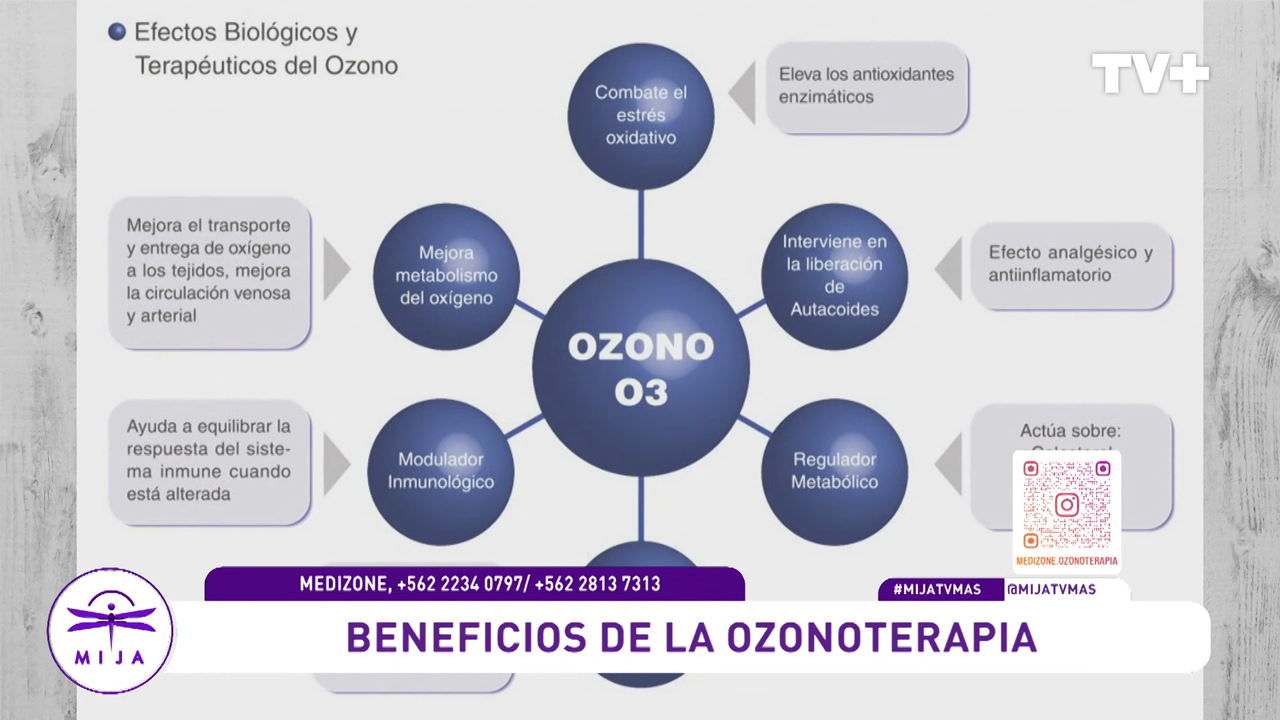 Efectos Biológicos y
Terapéuticos del Ozono
TV+
Combate el
estrés
oxidativo
Eleva los antioxidantes
enzimáticos
Mejora el transporte
y entrega de oxígeno
a los tejidos, mejora
la circulación venosa
y arterial
Mejora
metabolismo
del oxígeno
Interviene en
la liberación
de
Autacoides
Efecto analgésico y
antiinflamatorio
OZONO
O3
Ayuda a equilibrar la
respuesta del siste-
ma inmune cuando
está alterada
Modulador
Inmunológico
Regulador
Metabólico
Actúa sobre:
MEDIZONE.OZONOTERAPIA
MEDIZONE, +562 2234 0797/ +562 2813 7313
#MIJATVMAS @MIJATVMAS
MIJA
BENEFICIOS DE LA OZONOTERAPIA